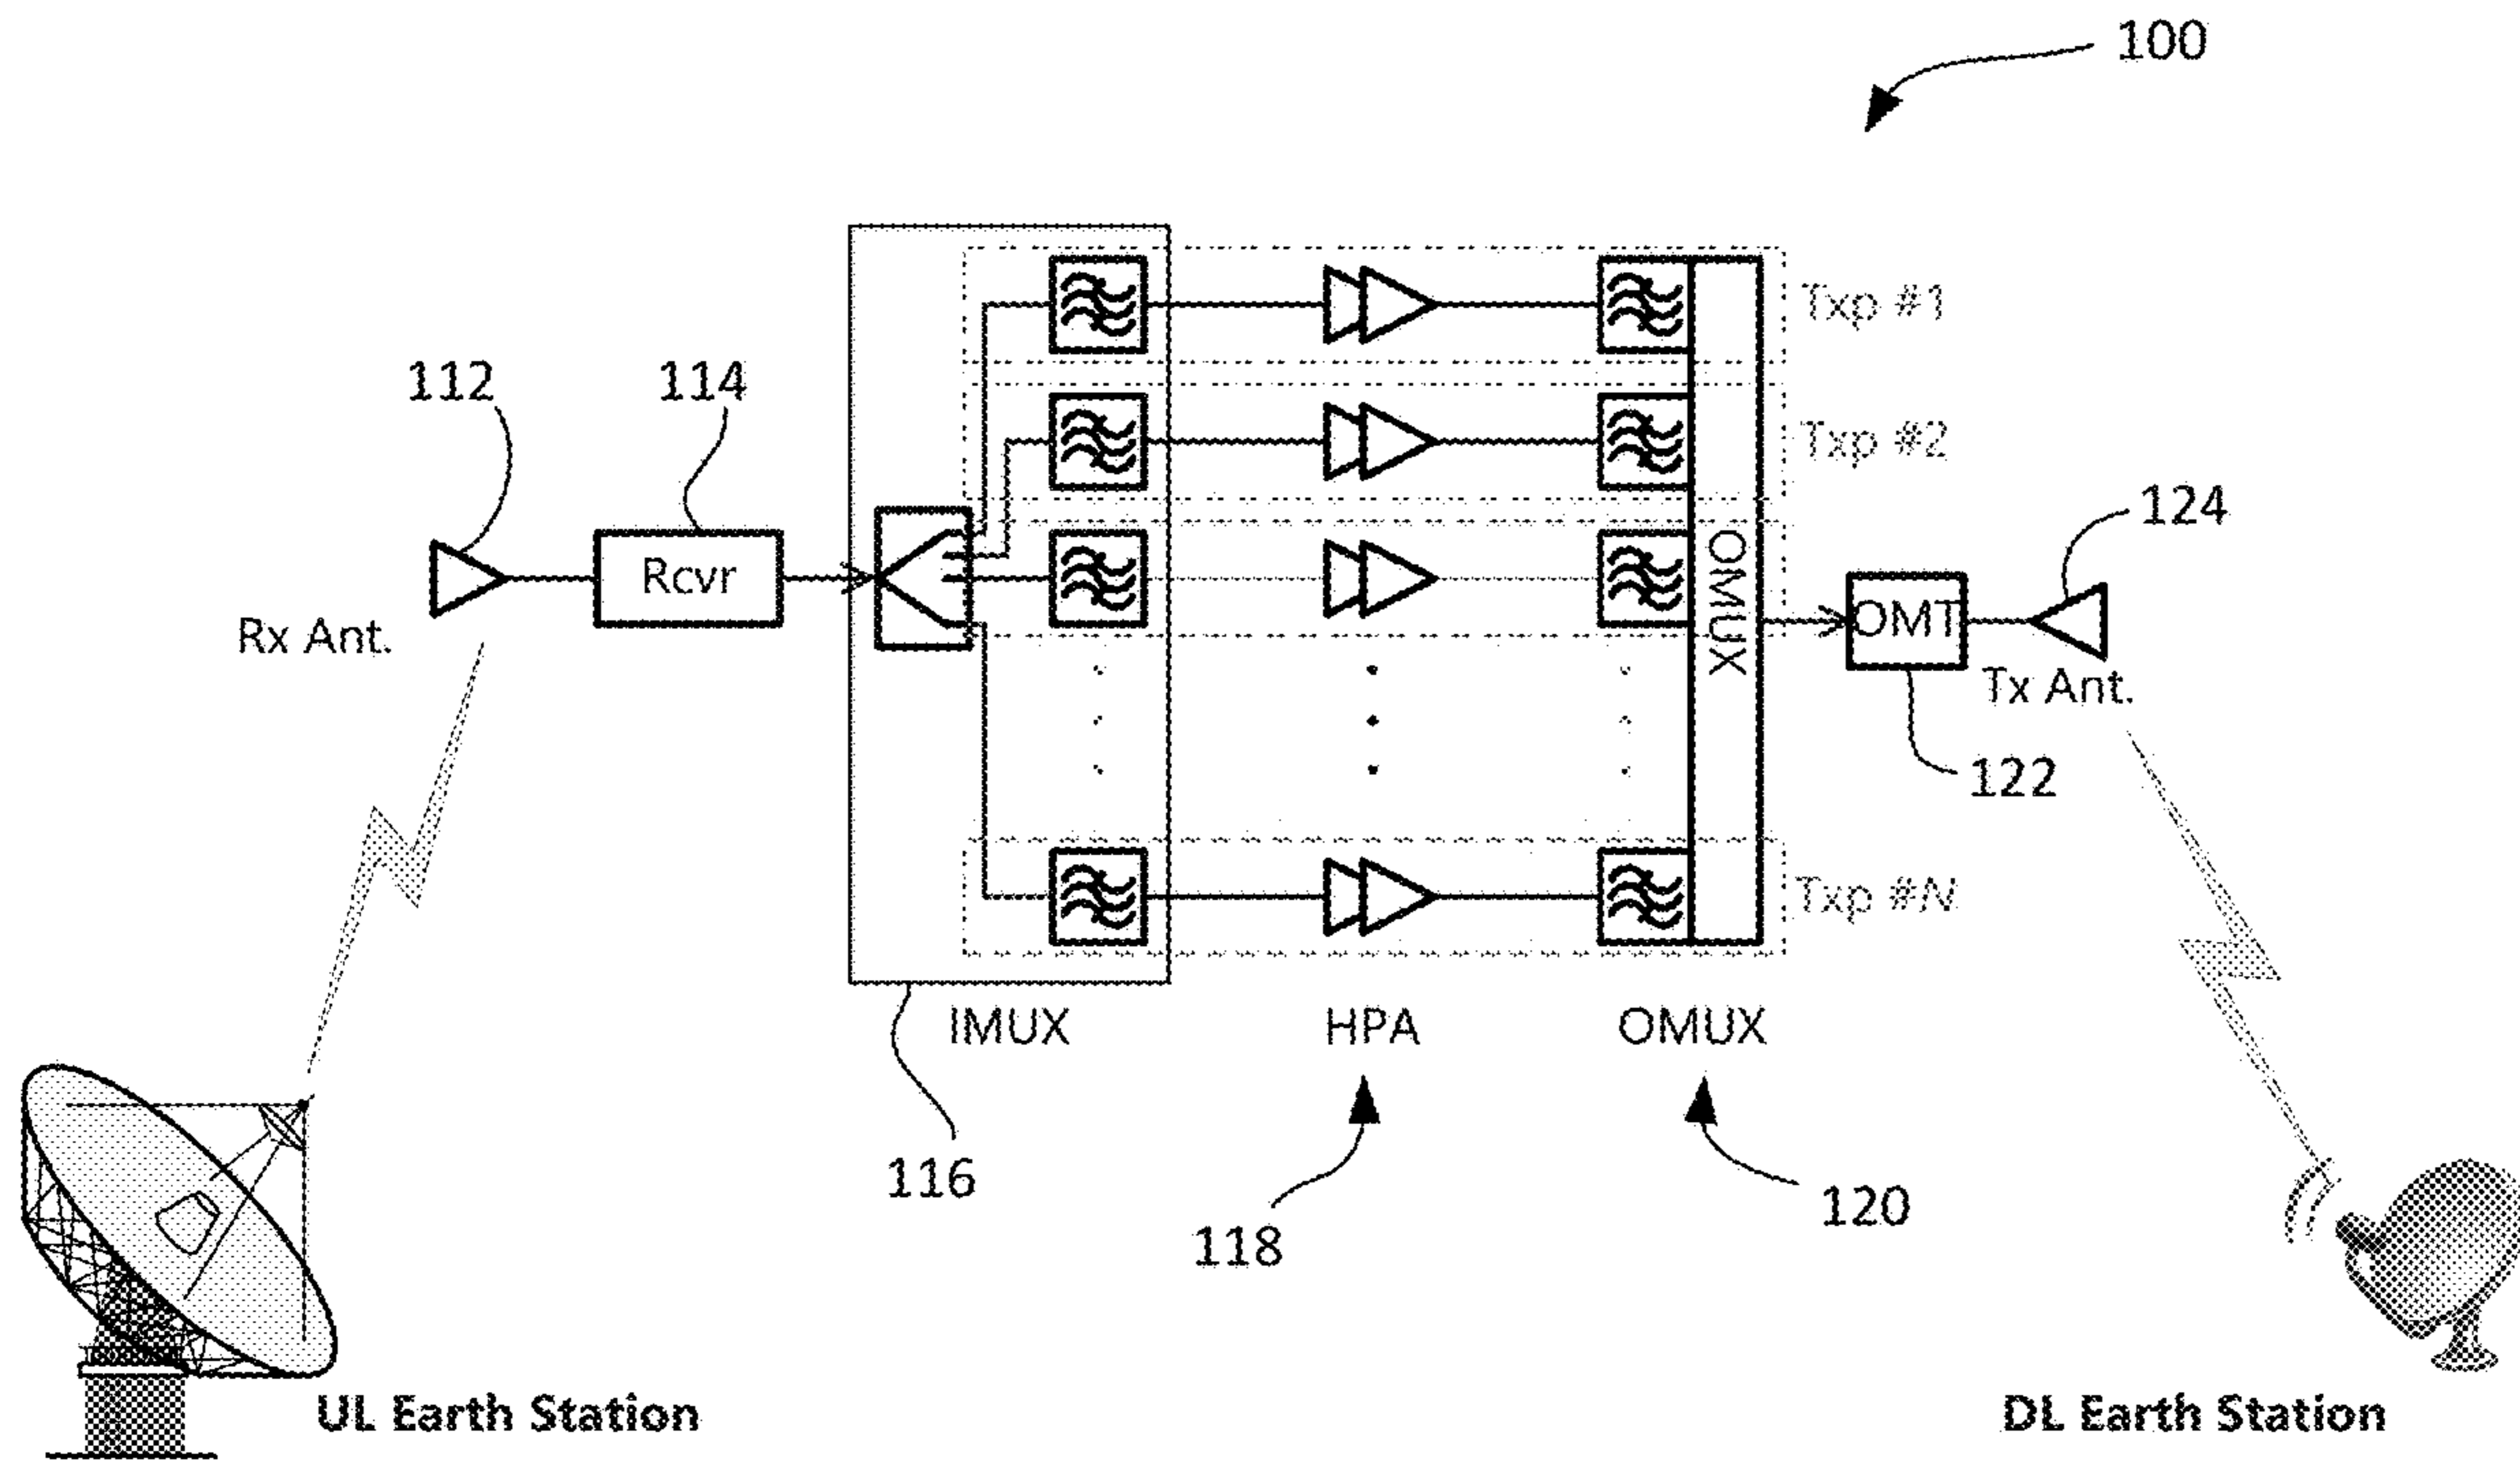 100
Txp #1
112
114
Txp #2
124
Rcvr
OMUX
OMT
Rx Ant.
Tx Ant.
122
Txp #N
IMUX
HPA
OMUX
116
118
120
UL Earth Station
DL Earth Station